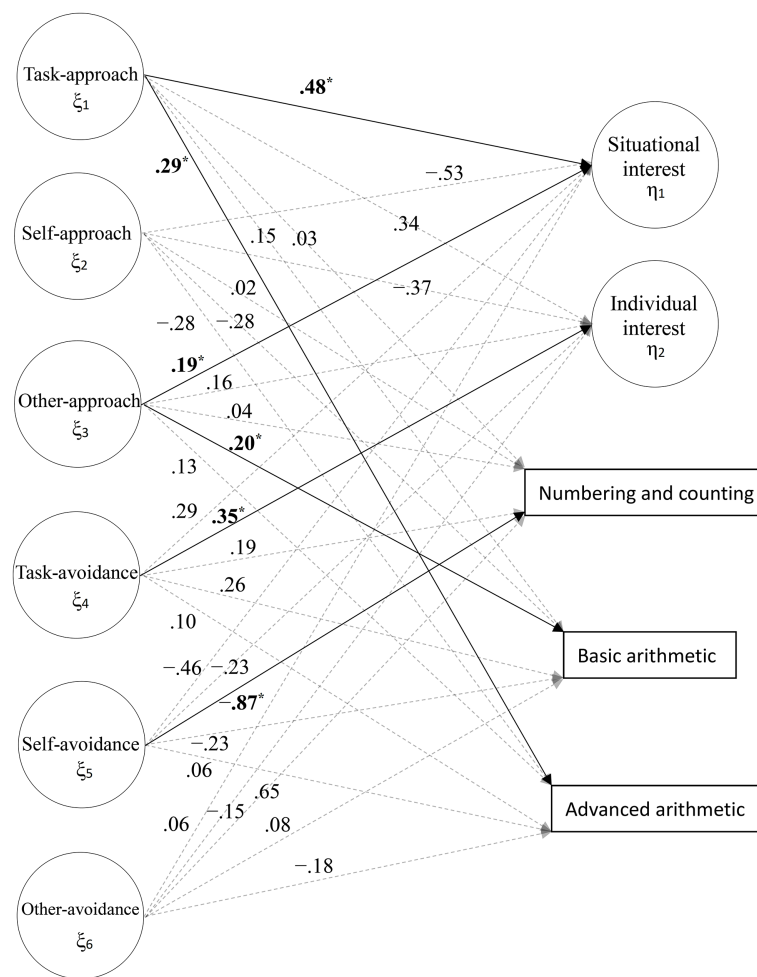 Task-approach
ξ1
Self-approach
ξ2
Other-approach
ξ3
Task-avoidance
ξ4
Self-avoidance
ξ5
Other-avoidance
ξ6
.48*
.29*
−.53
.15
.03
.34
.02
−.37
−.28
−.28
.19*
.16
.04
.20*
.13
.29
.35*
.19
.26
.10
−.46
−.23
−.87*
−.23
.06
.65
−.15
.06
.08
−.18
Situational
interest
η1
Individual
interest
η2
Numbering and counting
Basic arithmetic
Advanced arithmetic